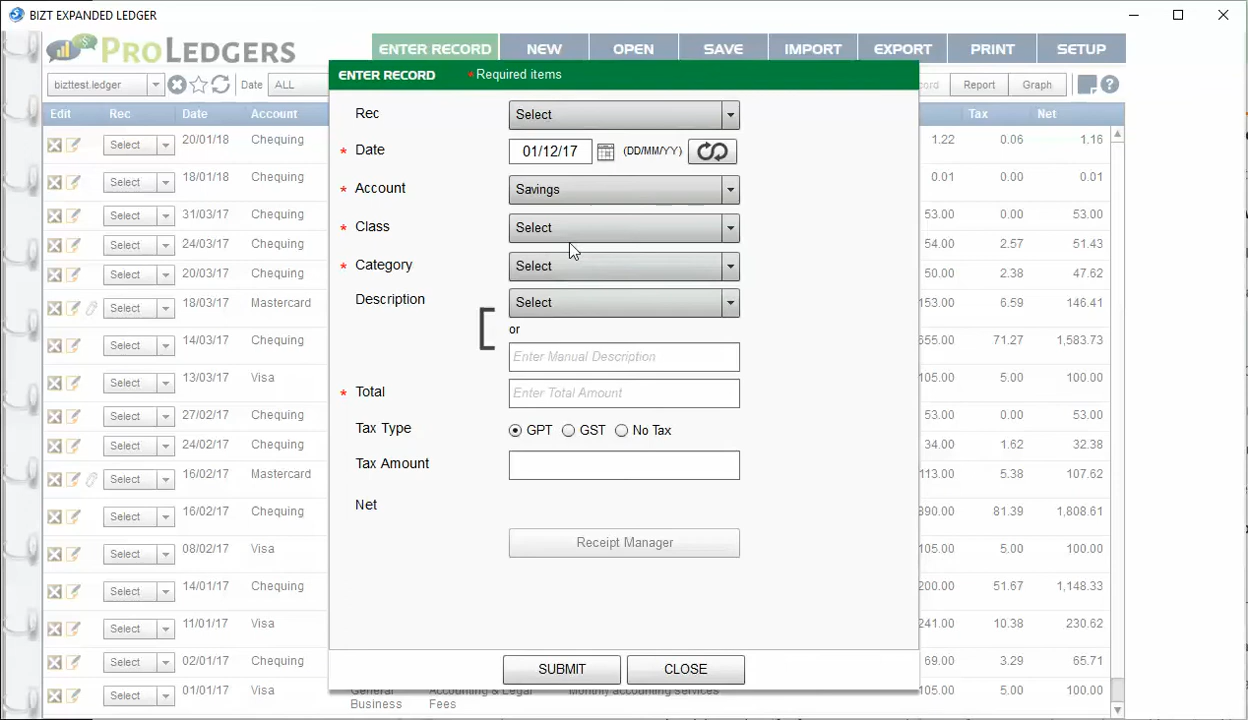 BIZT EXPANDED LEDGER
PROLEDGERS
ENTER RECORD NEW OPEN SAVE IMPORT EXPORT PRINT SETUP
bizttest.ledger Date ALL Report Graph
ENTER RECORD * Required items
Edit Rec Date Account Tax Net
Rec Select
* Date 01/12/17 (DD/MM/YY)
* Account Savings
* Class Select
* Category Select
Description Select
or
Enter Manual Description
* Total Enter Total Amount
Tax Type GPT GST No Tax
Tax Amount
Net
Receipt Manager
SUBMIT CLOSE
Select 20/01/18 Chequing 1.22 0.06 1.16
Select 18/01/18 Chequing 0.01 0.00 0.01
Select 31/03/17 Chequing 53.00 0.00 53.00
Select 24/03/17 Chequing 54.00 2.57 51.43
Select 20/03/17 Chequing 50.00 2.38 47.62
Select 18/03/17 Mastercard 153.00 6.59 146.41
Select 14/03/17 Chequing 655.00 71.27 1,583.73
Select 13/03/17 Visa 105.00 5.00 100.00
Select 27/02/17 Chequing 53.00 0.00 53.00
Select 24/02/17 Chequing 34.00 1.62 32.38
Select 16/02/17 Mastercard 113.00 5.38 107.62
Select 16/02/17 Chequing 890.00 81.39 1,808.61
Select 08/02/17 Visa 105.00 5.00 100.00
Select 14/01/17 Chequing 200.00 51.67 1,148.33
Select 11/01/17 Visa 241.00 10.38 230.62
Select 02/01/17 Chequing 69.00 3.29 65.71
Select 01/01/17 Visa General Accounting & Legal Monthly accounting services 105.00 5.00 100.00
Business Fees